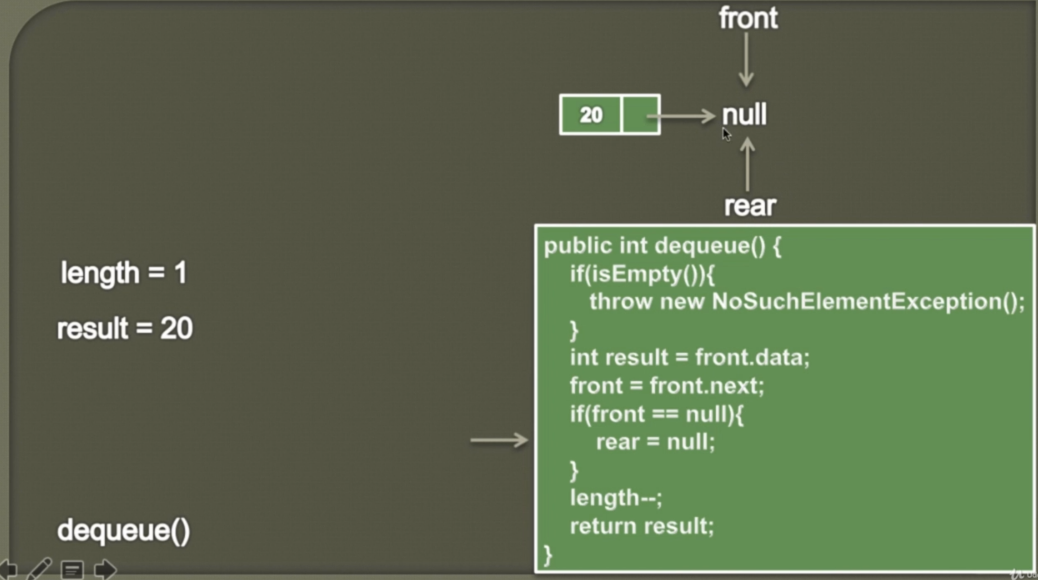 front
20
null
rear
length = 1
result = 20
dequeue()
public int dequeue() {
if(isEmpty()){
throw new NoSuchElementException();
}
int result = front.data;
front = front.next;
if(front == null){
rear = null;
}
length--;
return result;
}